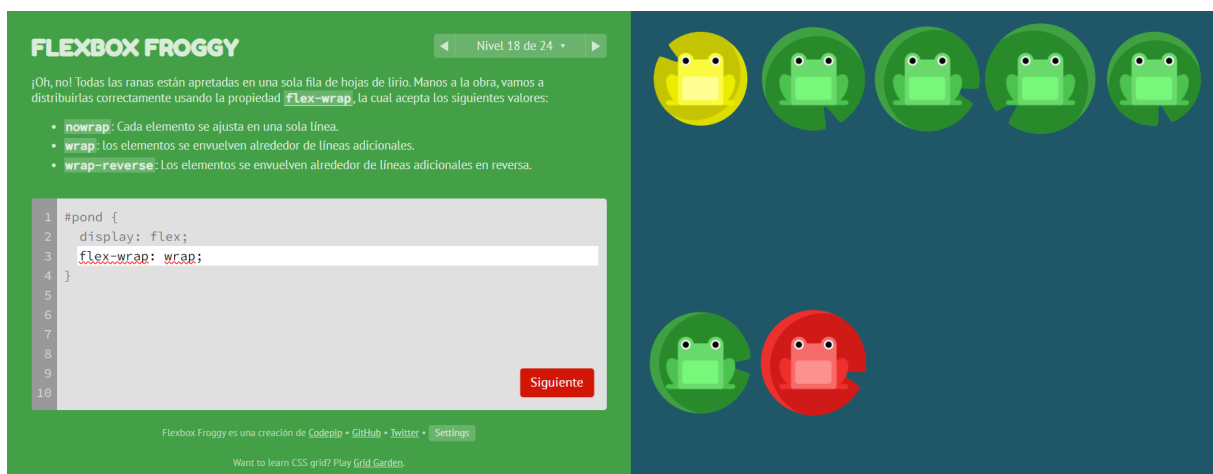 FLEXBOX FROGGY
◀ Nivel 18 de 24 ▾ ▶
¡Oh, no! Todas las ranas están apretadas en una sola fila de hojas de lirio. Manos a la obra, vamos a
distribuirlas correctamente usando la propiedad flex-wrap, la cual acepta los siguientes valores:
• nowrap: Cada elemento se ajusta en una sola línea.
• wrap: los elementos se envuelven alrededor de líneas adicionales.
• wrap-reverse: Los elementos se envuelven alrededor de líneas adicionales en reversa.
1 #pond {
2 display: flex;
3 flex-wrap: wrap;
4 }
5
6
7
8
9
10
Siguiente
Flexbox Froggy es una creación de Codepip • GitHub • Twitter • Settings
Want to learn CSS grid? Play Grid Garden.